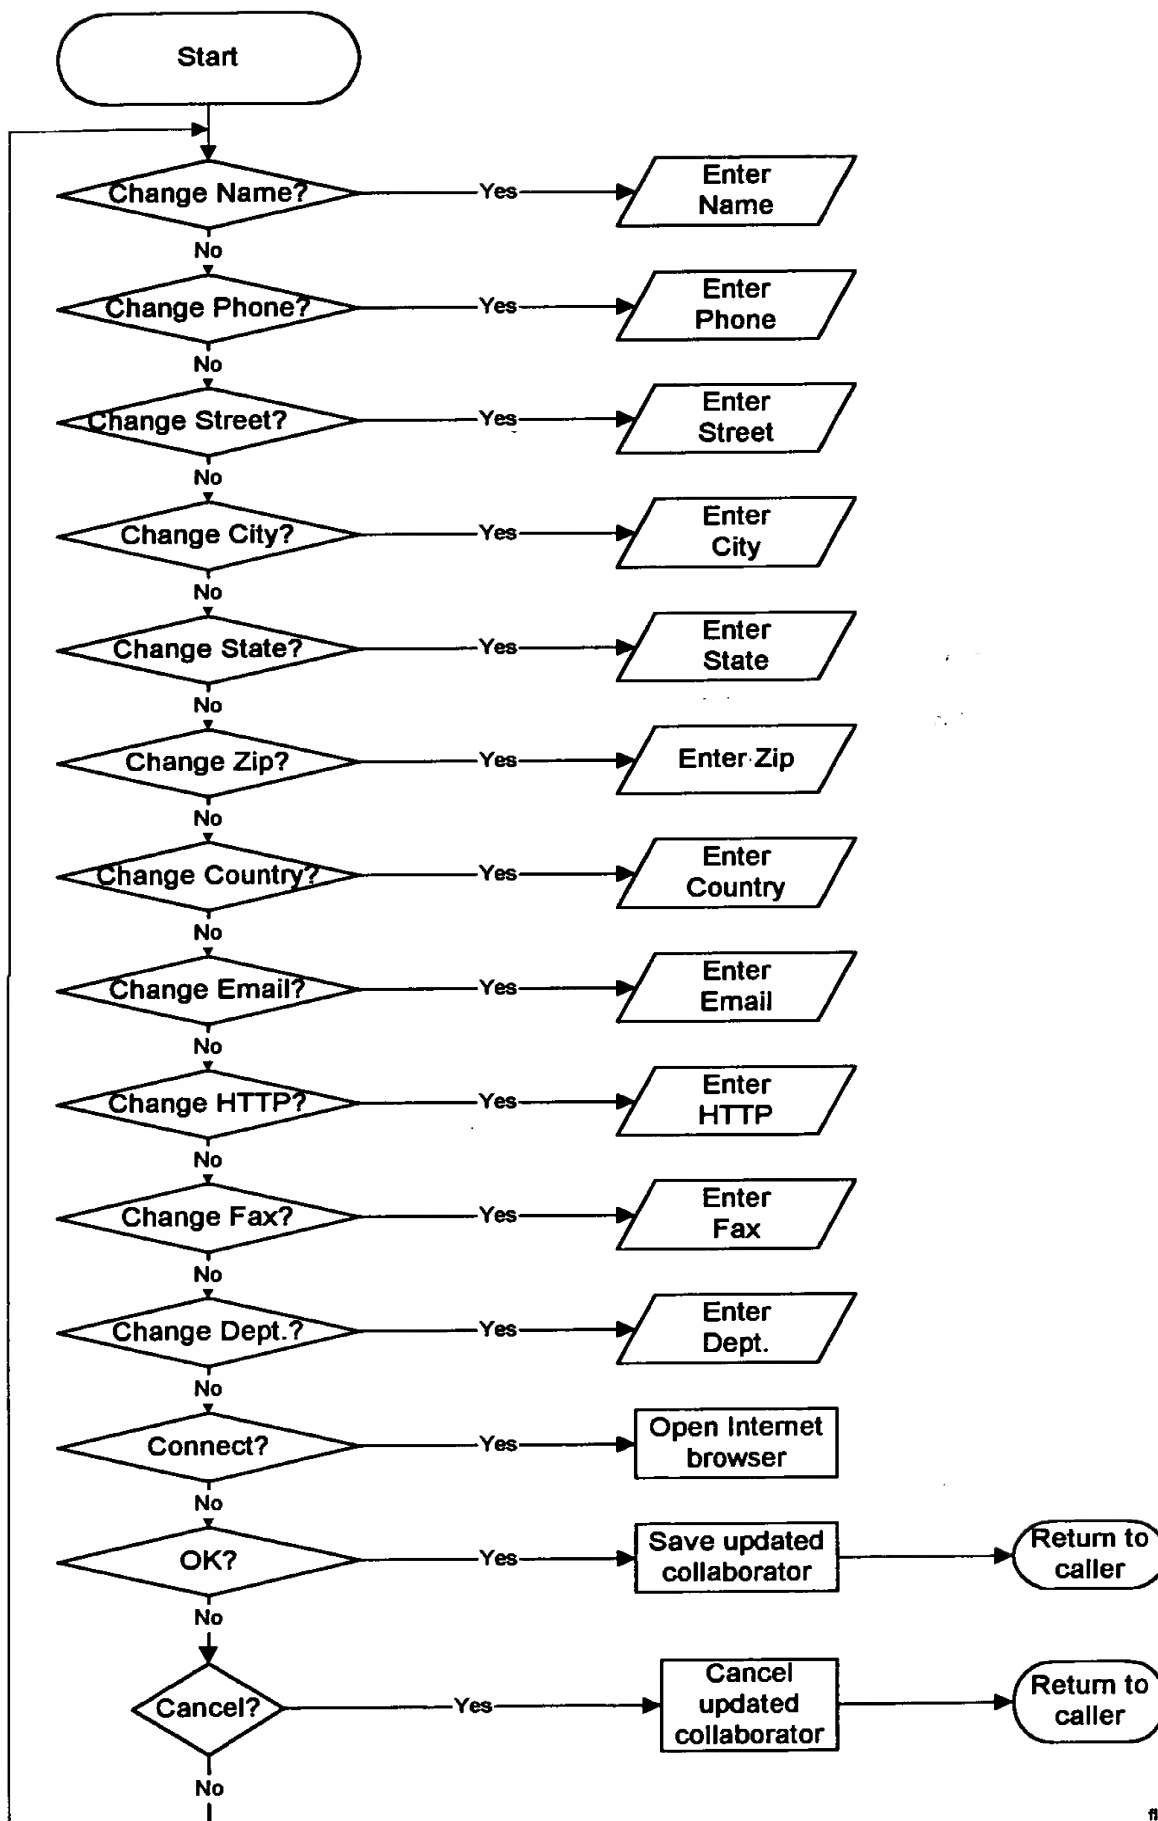 Start
Change Name?
Yes
Enter
Name
No
Change Phone?
Yes
Enter
Phone
No
Change Street?
Yes
Enter
Street
No
Change City?
Yes
Enter
City
No
Change State?
Yes
Enter
State
No
Change Zip?
Yes
Enter Zip
No
Change Country?
Yes
Enter
Country
No
Change Email?
Yes
Enter
Email
No
Change HTTP?
Yes
Enter
HTTP
No
Change Fax?
Yes
Enter
Fax
No
Change Dept.?
Yes
Enter
Dept.
No
Connect?
Yes
Open Internet
browser
No
OK?
Yes
Save updated
collaborator
Return to
caller
No
Cancel?
Yes
Cancel
updated
collaborator
Return to
caller
No